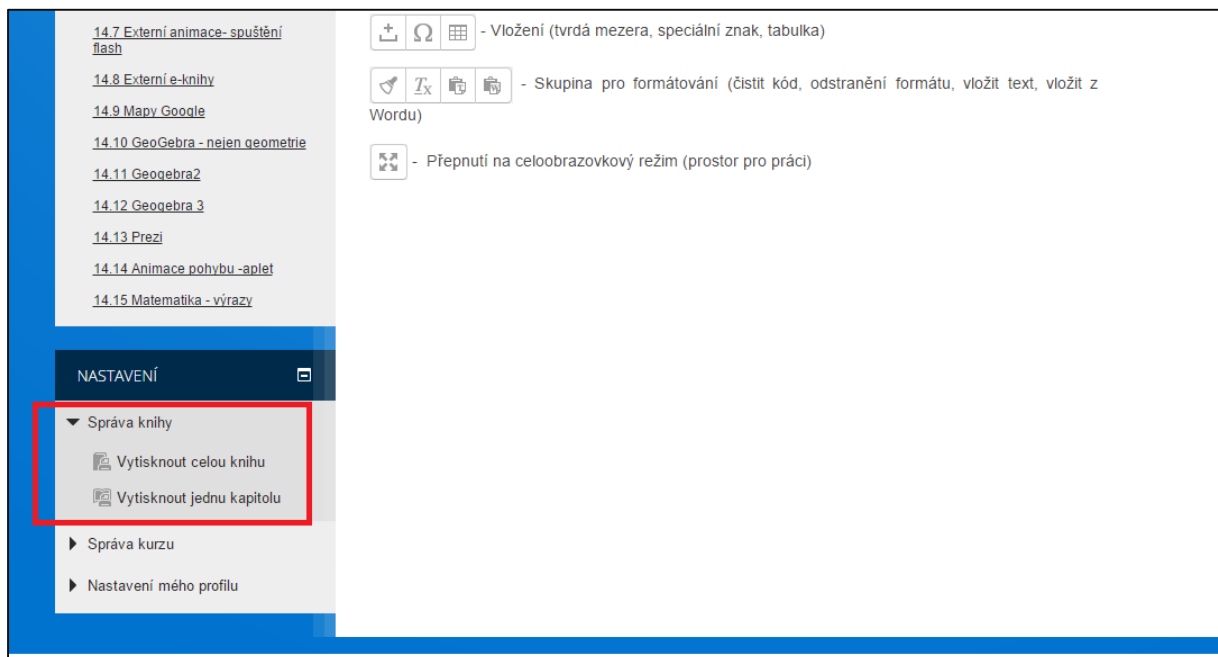 14.7 Externí animace- spuštění
flash
14.8 Externí e-knihy
14.9 Mapy Google
14.10 GeoGebra - nejen geometrie
14.11 Geogebra2
14.12 Geogebra 3
14.13 Prezi
14.14 Animace pohybu -aplet
14.15 Matematika - výrazy
NASTAVENÍ
Správa knihy
Vytisknout celou knihu
Vytisknout jednu kapitolu
Správa kurzu
Nastavení mého profilu
Ω - Vložení (tvrdá mezera, speciální znak, tabulka)
Tx T W - Skupina pro formátování (čistit kód, odstranění formátu, vložit text, vložit z
Wordu)
- Přepnutí na celoobrazovkový režim (prostor pro práci)